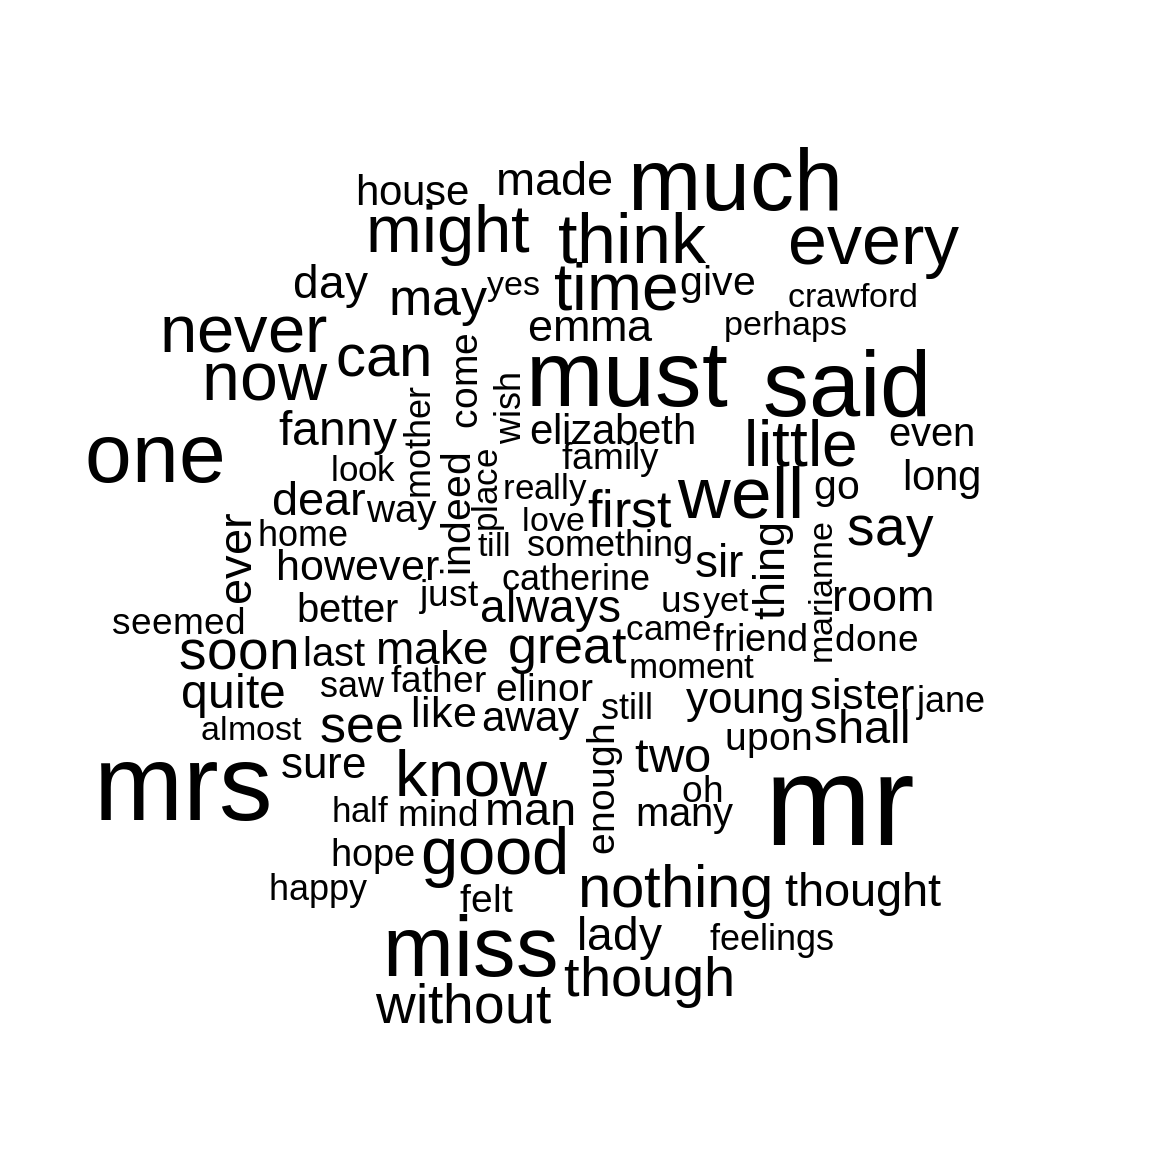 house made much
might think every
day may yes time give crawford
never emma perhaps
now can come must said
fanny mother wish elizabeth little even
one look family long
dear way indeed place really first well go
ever home love say
however till something sir thing marianne
better just catherine us yet room
seemed always came friend done
soon last make great moment
quite saw father elinor still young sister jane
almost see like away upon shall
mrs sure know enough two mr
half mind man oh many
hope good
happy felt nothing thought
miss lady feelings
without though